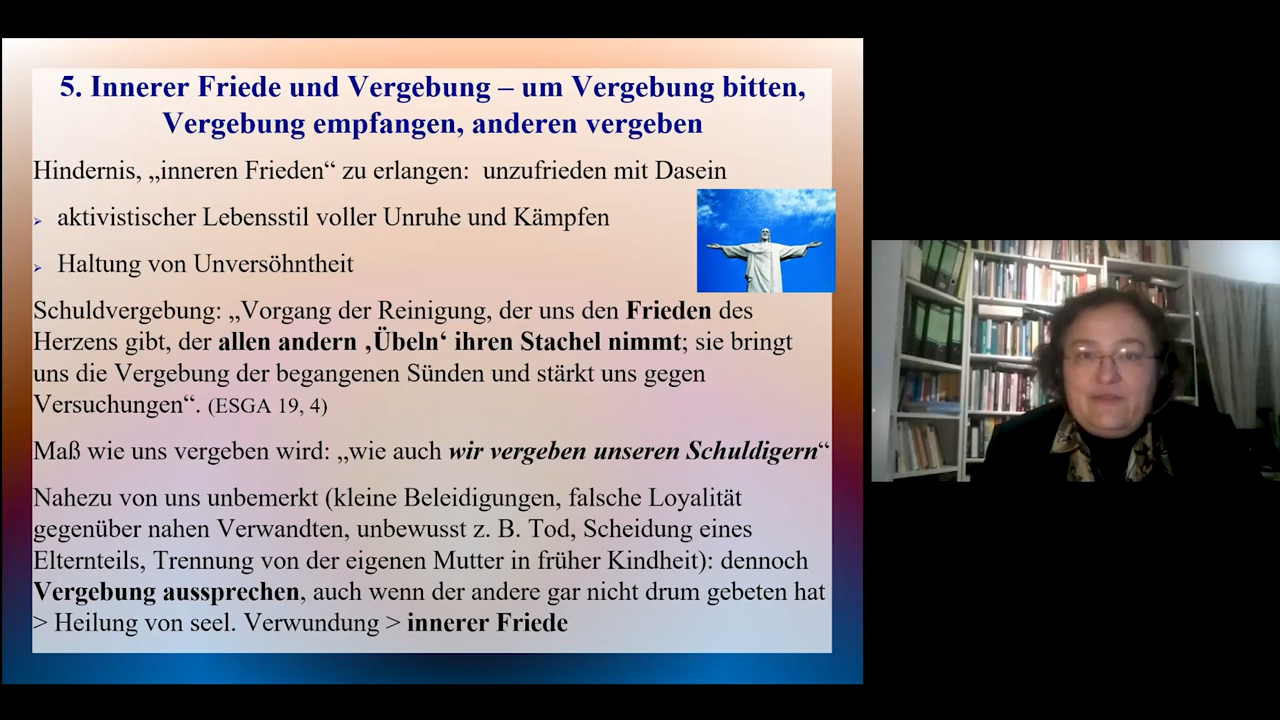 5. Innerer Friede und Vergebung – um Vergebung bitten,
Vergebung empfangen, anderen vergeben
Hindernis, „inneren Frieden“ zu erlangen: unzufrieden mit Dasein
➢ aktivistischer Lebensstil voller Unruhe und Kämpfen
➢ Haltung von Unversöhntheit
Schuldvergebung: „Vorgang der Reinigung, der uns den Frieden des
Herzens gibt, der allen andern ‚Übeln‘ ihren Stachel nimmt; sie bringt
uns die Vergebung der begangenen Sünden und stärkt uns gegen
Versuchungen“. (ESGA 19, 4)
Maß wie uns vergeben wird: „wie auch wir vergeben unseren Schuldigern“
Nahezu von uns unbemerkt (kleine Beleidigungen, falsche Loyalität
gegenüber nahen Verwandten, unbewusst z. B. Tod, Scheidung eines
Elternteils, Trennung von der eigenen Mutter in früher Kindheit): dennoch
Vergebung aussprechen, auch wenn der andere gar nicht drum gebeten hat
> Heilung von seel. Verwundung > innerer Friede